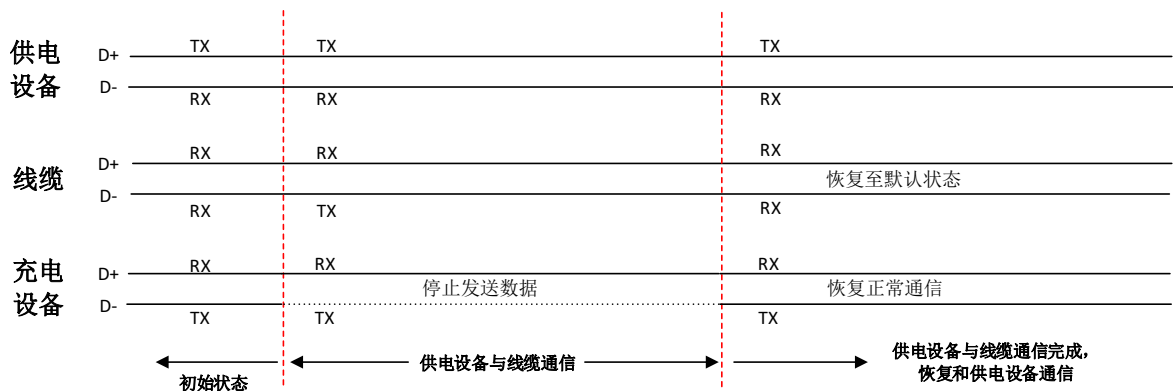 TX TX TX
供电
设备
D+
D-
RX RX RX
RX RX RX
线缆
D+
恢复至默认状态
D-
RX TX RX
RX RX RX
充电
设备
D+
停止发送数据 恢复正常通信
D-
TX TX TX
初始状态
供电设备与线缆通信
供电设备与线缆通信完成，
恢复和供电设备通信